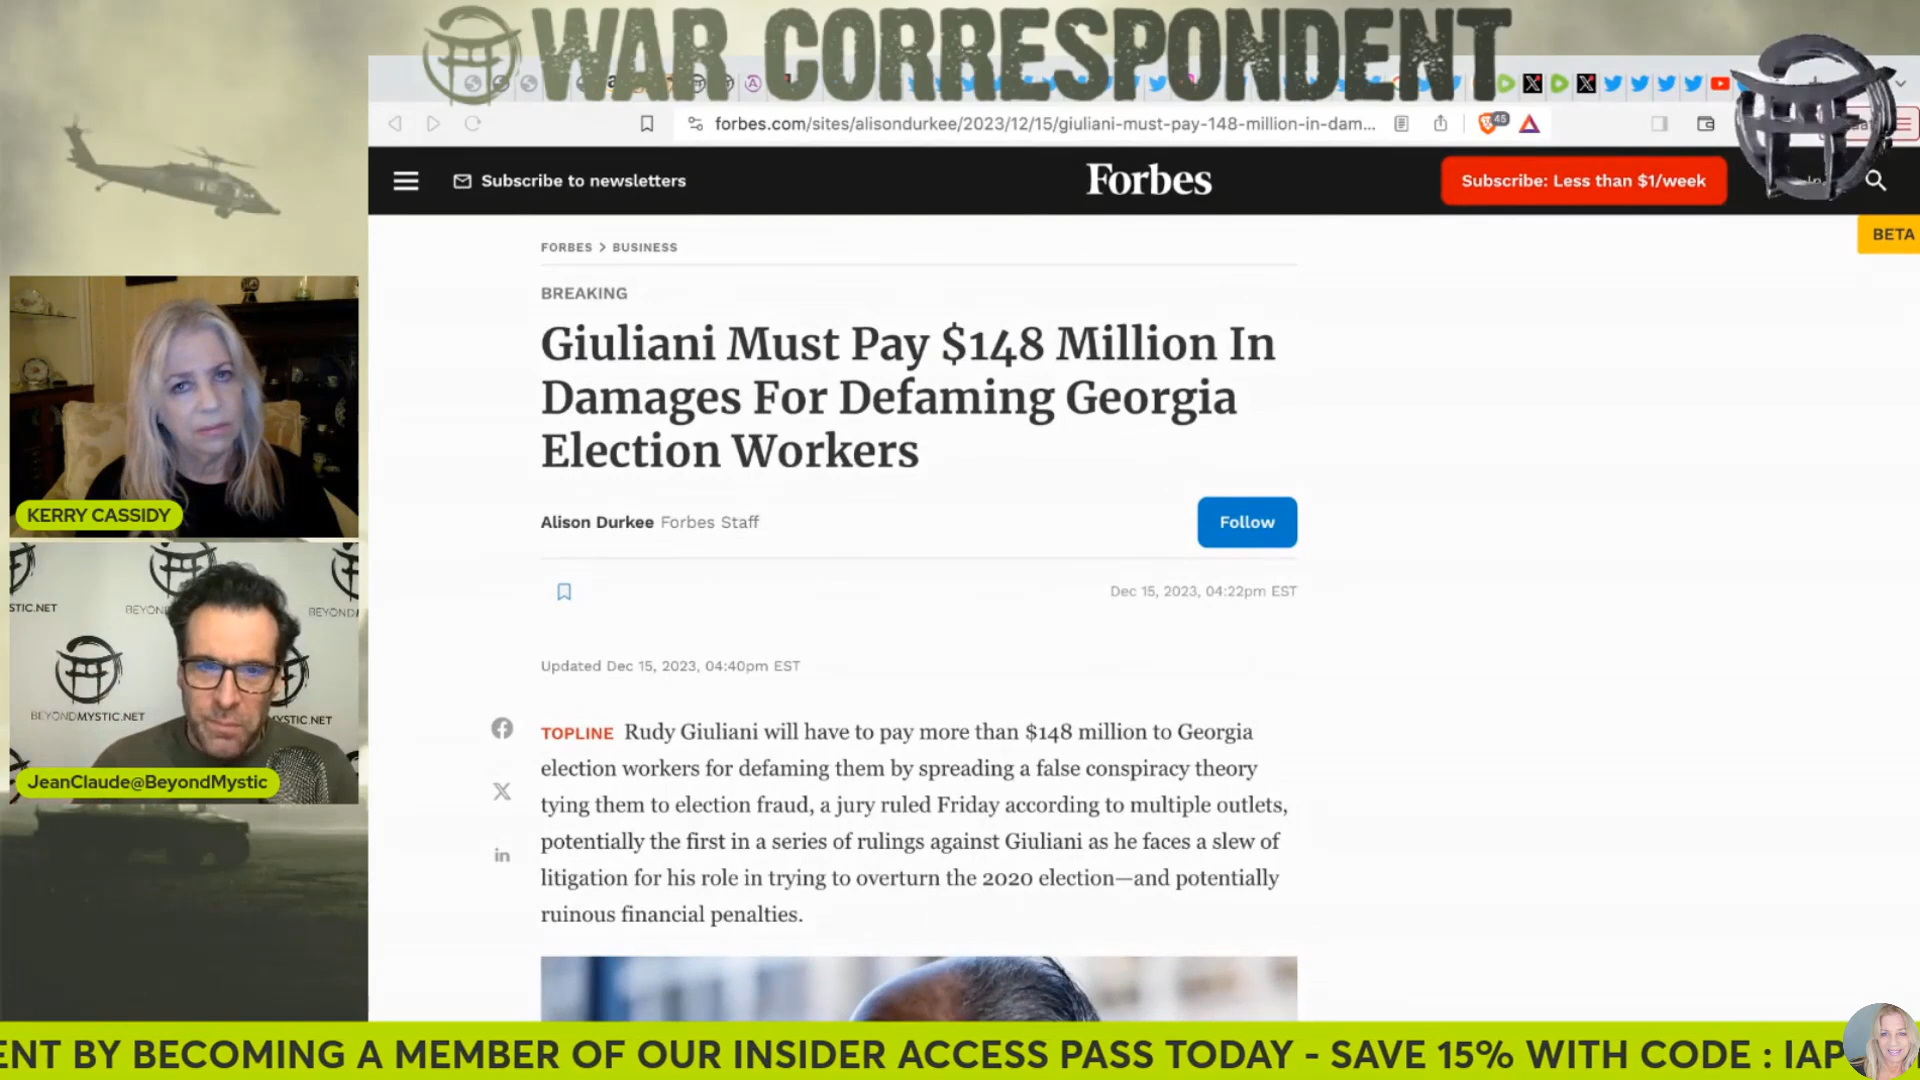 WAR CORRESPONDENT
forbes.com/sites/alisondurkee/2023/12/15/giuliani-must-pay-148-million-in-dam...
45
Subscribe to newsletters
Forbes
Subscribe: Less than $1/week
BETA
FORBES > BUSINESS
BREAKING
Giuliani Must Pay $148 Million In
Damages For Defaming Georgia
Election Workers
Alison Durkee Forbes Staff
Follow
Dec 15, 2023, 04:22pm EST
Updated Dec 15, 2023, 04:40pm EST
TOPLINE Rudy Giuliani will have to pay more than $148 million to Georgia
election workers for defaming them by spreading a false conspiracy theory
tying them to election fraud, a jury ruled Friday according to multiple outlets,
potentially the first in a series of rulings against Giuliani as he faces a slew of
litigation for his role in trying to overturn the 2020 election—and potentially
ruinous financial penalties.
KERRY CASSIDY
STIC.NET
BEYOND
BEYONDMYSTIC.NET
YSTIC.NET
JeanClaude@BeyondMystic
ENT BY BECOMING A MEMBER OF OUR INSIDER ACCESS PASS TODAY - SAVE 15% WITH CODE : IAP